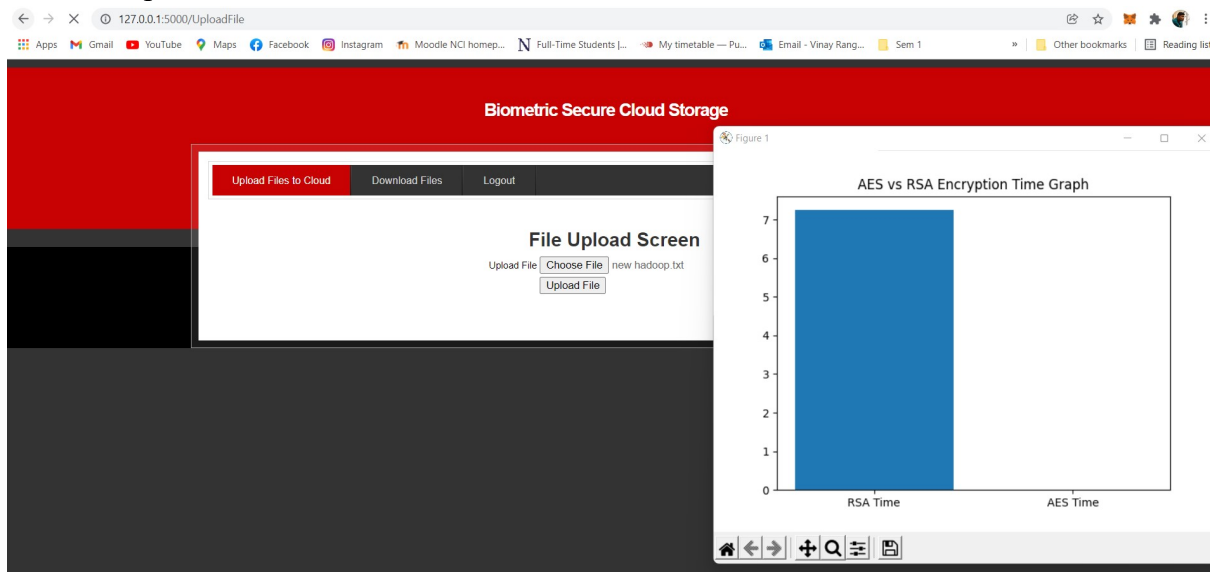 127.0.0.1:5000/UploadFile
Apps Gmail YouTube Maps Facebook Instagram Moodle NCI homep... Full-Time Students |... My timetable — Pu... Email - Vinay Rang... Sem 1 » Other bookmarks Reading list
Biometric Secure Cloud Storage
Upload Files to Cloud Download Files Logout
File Upload Screen
Upload File Choose File new hadoop.txt
Upload File
Figure 1
AES vs RSA Encryption Time Graph
7
6
5
4
3
2
1
0
RSA Time AES Time